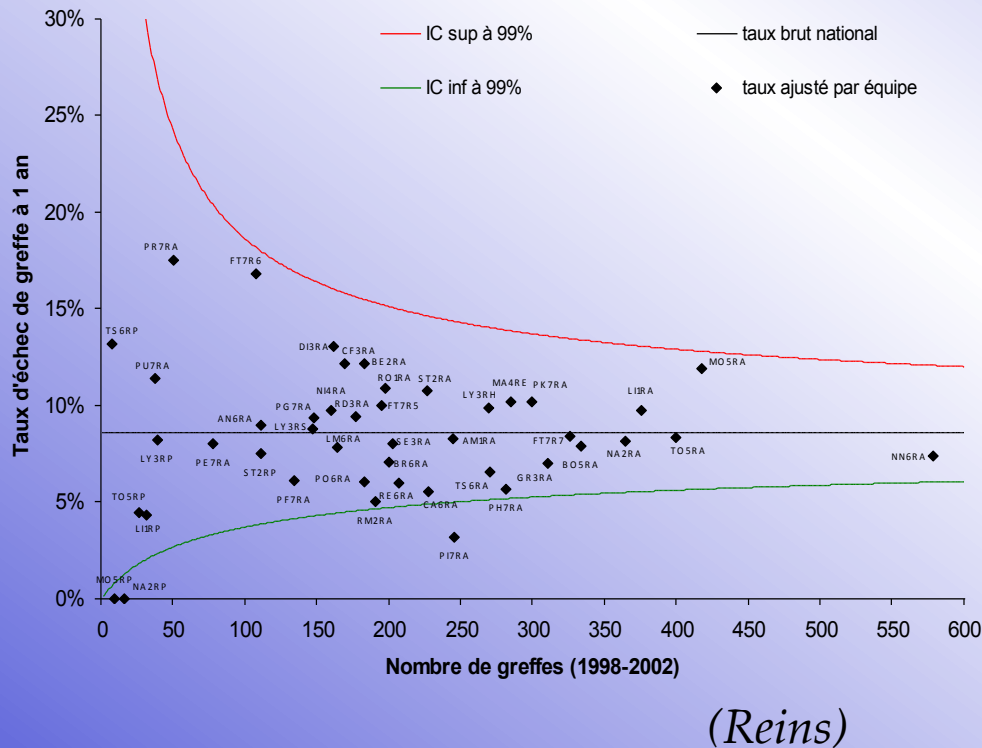 30%
IC sup à 99%
taux brut national
IC inf à 99%
taux ajusté par équipe
25%
20%
15%
10%
5%
0%
Taux d'échec de greffe à 1 an
PR7RA
FT7R6
TS6RP
PU7RA
DI3RA
CF3RA
BE2RA
RO1RA
ST2RA
MO5RA
NI4RA
RD3RA
FT7R5
LY3RH
MA4RE
PK7RA
LI1RA
AN6RA
PG7RA
LY3RS
LM6RA
SE3RA
AM1RA
FT7R7
BO5RA
NA2RA
TO5RA
NN6RA
LY3RP
PE7RA
ST2RP
PF7RA
PO6RA
BR6RA
RE6RA
RM2RA
CA6RA
TS6RA
PH7RA
GR3RA
PI7RA
TO5RP
LI1RP
MO5RP
NA2RP
0 50 100 150 200 250 300 350 400 450 500 550 600
Nombre de greffes (1998-2002)
(Reins)